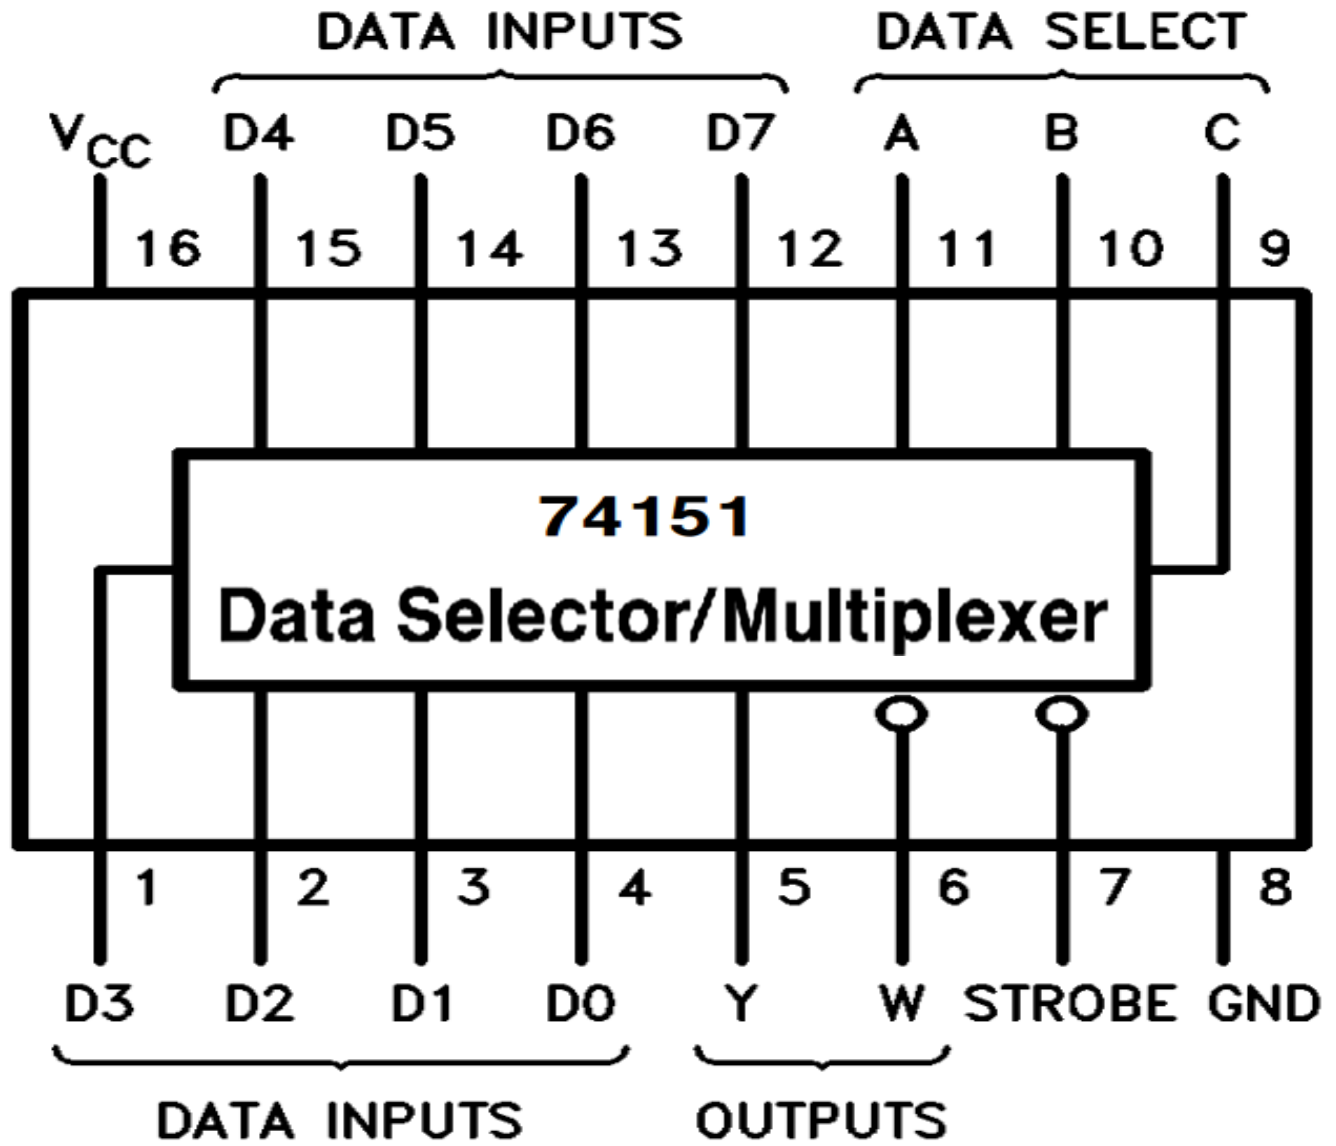 DATA INPUTS DATA SELECT
VCC D4 D5 D6 D7 A B C
16 15 14 13 12 11 10 9
74151
Data Selector/Multiplexer
1 2 3 4 5 6 7 8
D3 D2 D1 D0 Y W STROBE GND
DATA INPUTS OUTPUTS